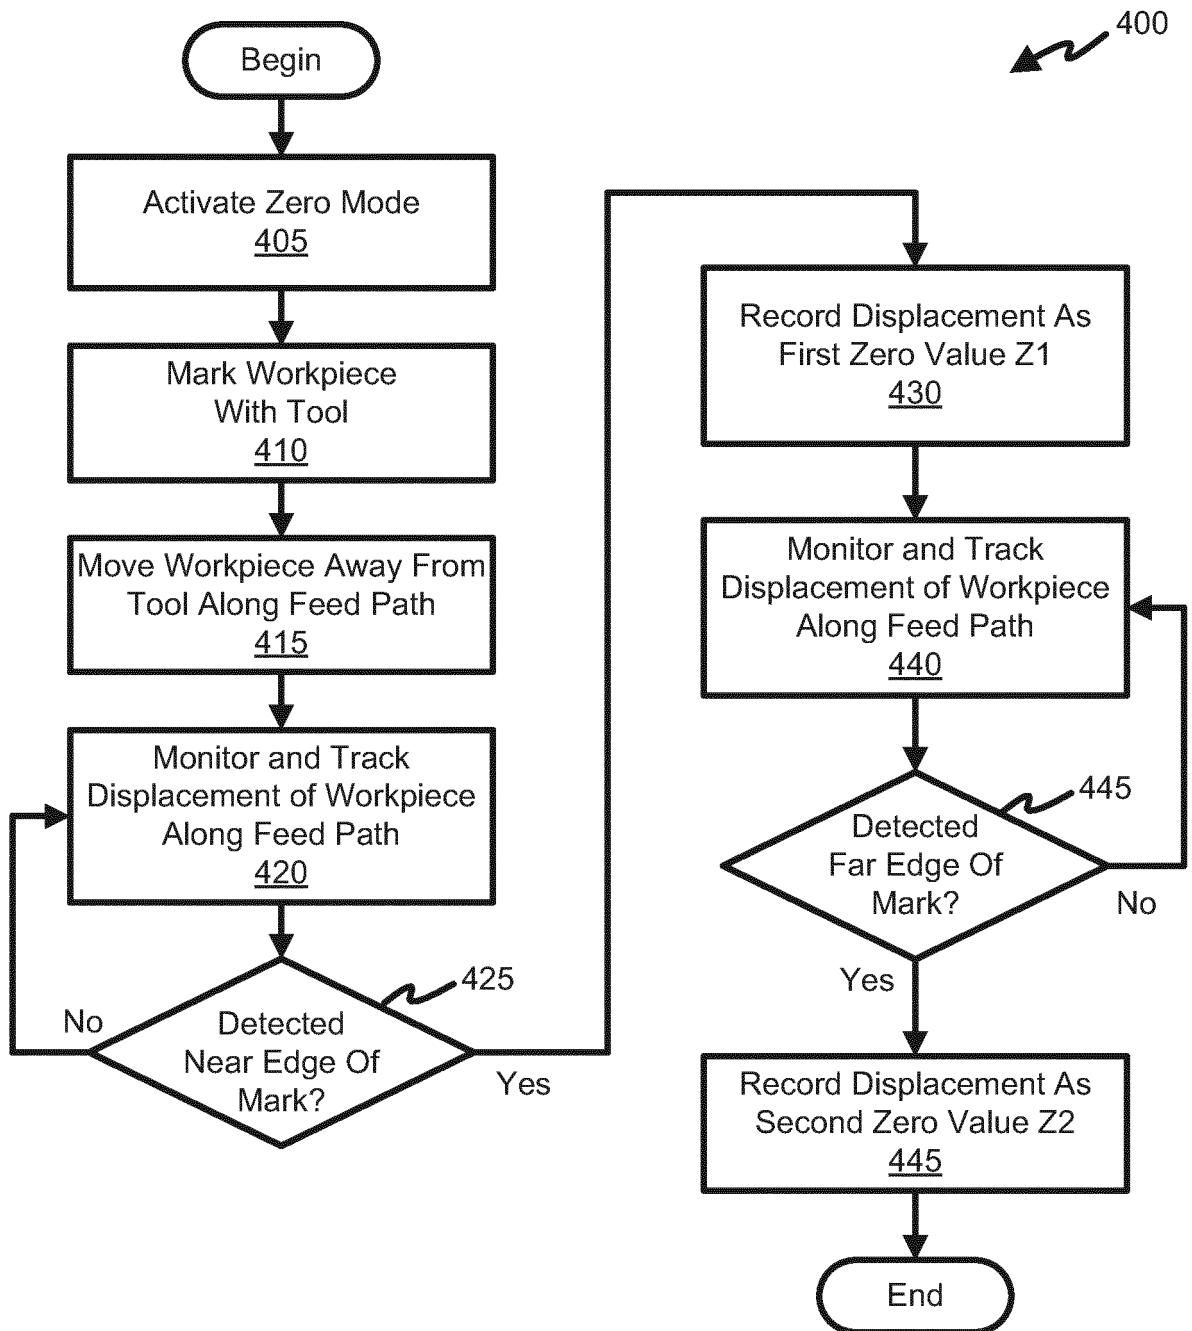 400
Begin
Activate Zero Mode
405
Mark Workpiece
With Tool
410
Move Workpiece Away From
Tool Along Feed Path
415
Monitor and Track
Displacement of Workpiece
Along Feed Path
420
425
Detected
Near Edge Of
Mark?
No
Yes
Record Displacement As
First Zero Value Z1
430
Monitor and Track
Displacement of Workpiece
Along Feed Path
440
445
Detected
Far Edge Of
Mark?
No
Yes
Record Displacement As
Second Zero Value Z2
445
End